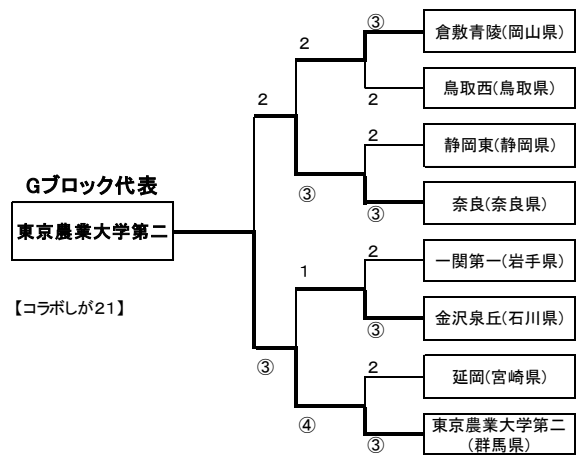 ③
倉敷青陵(岡山県)
2
2
鳥取西(鳥取県)
2
2
静岡東(静岡県)
③
③
奈良(奈良県)
Gブロック代表
東京農業大学第二
1
2
一関第一(岩手県)
【コラボしが21】
③
金沢泉丘(石川県)
③
2
延岡(宮崎県)
④
③
東京農業大学第二
(群馬県)